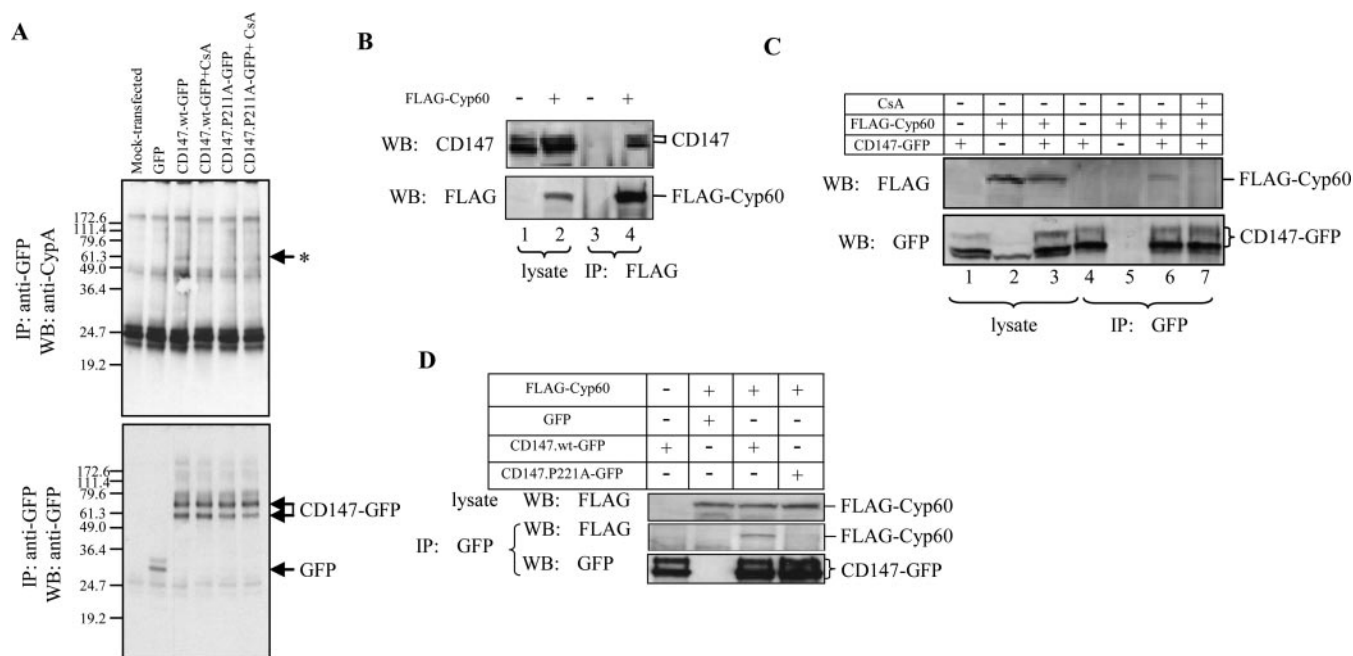 A
Mock-transfected
GFP
CD147.wt-GFP
CD147.wt-GFP+CsA
CD147.P211A-GFP
CD147.P211A-GFP+ CsA
IP: anti-GFP
WB: anti-CypA
172.6
111.4
79.6
61.3
49.0
36.4
24.7
19.2
*
IP: anti-GFP
WB: anti-GFP
172.6
111.4
79.6
61.3
49.0
36.4
24.7
19.2
CD147-GFP
GFP
B
FLAG-Cyp60 - + - +
WB: CD147 CD147
WB: FLAG FLAG-Cyp60
1 2 3 4
lysate IP: FLAG
C
CsA - - - - - - +
FLAG-Cyp60 - + + - + + +
CD147-GFP + - + + - + +
WB: FLAG FLAG-Cyp60
WB: GFP CD147-GFP
1 2 3 4 5 6 7
lysate IP: GFP
D
FLAG-Cyp60 - + + +
GFP - + - -
CD147.wt-GFP + - + -
CD147.P221A-GFP - - - +
lysate WB: FLAG FLAG-Cyp60
IP: GFP
WB: FLAG FLAG-Cyp60
WB: GFP CD147-GFP